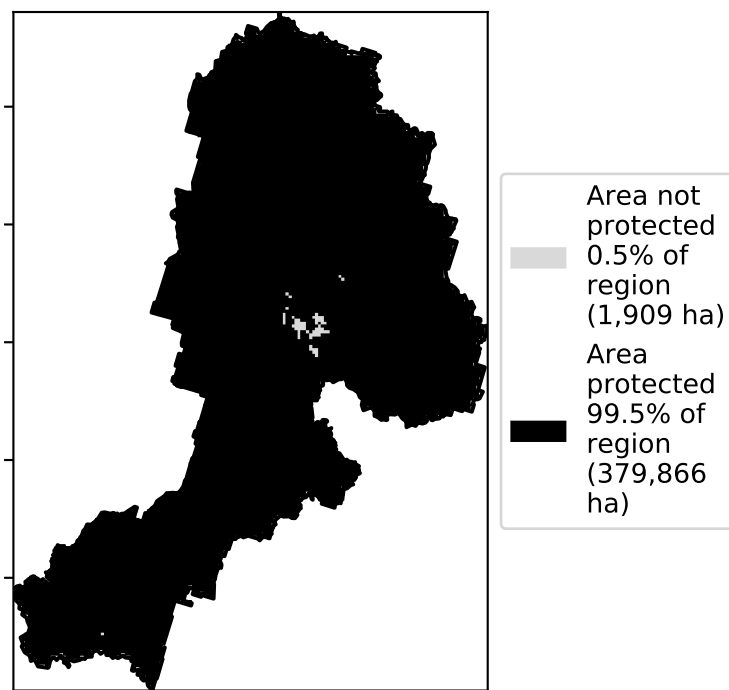 Area not
protected
0.5% of
region
(1,909 ha)
Area
protected
99.5% of
region
(379,866
ha)